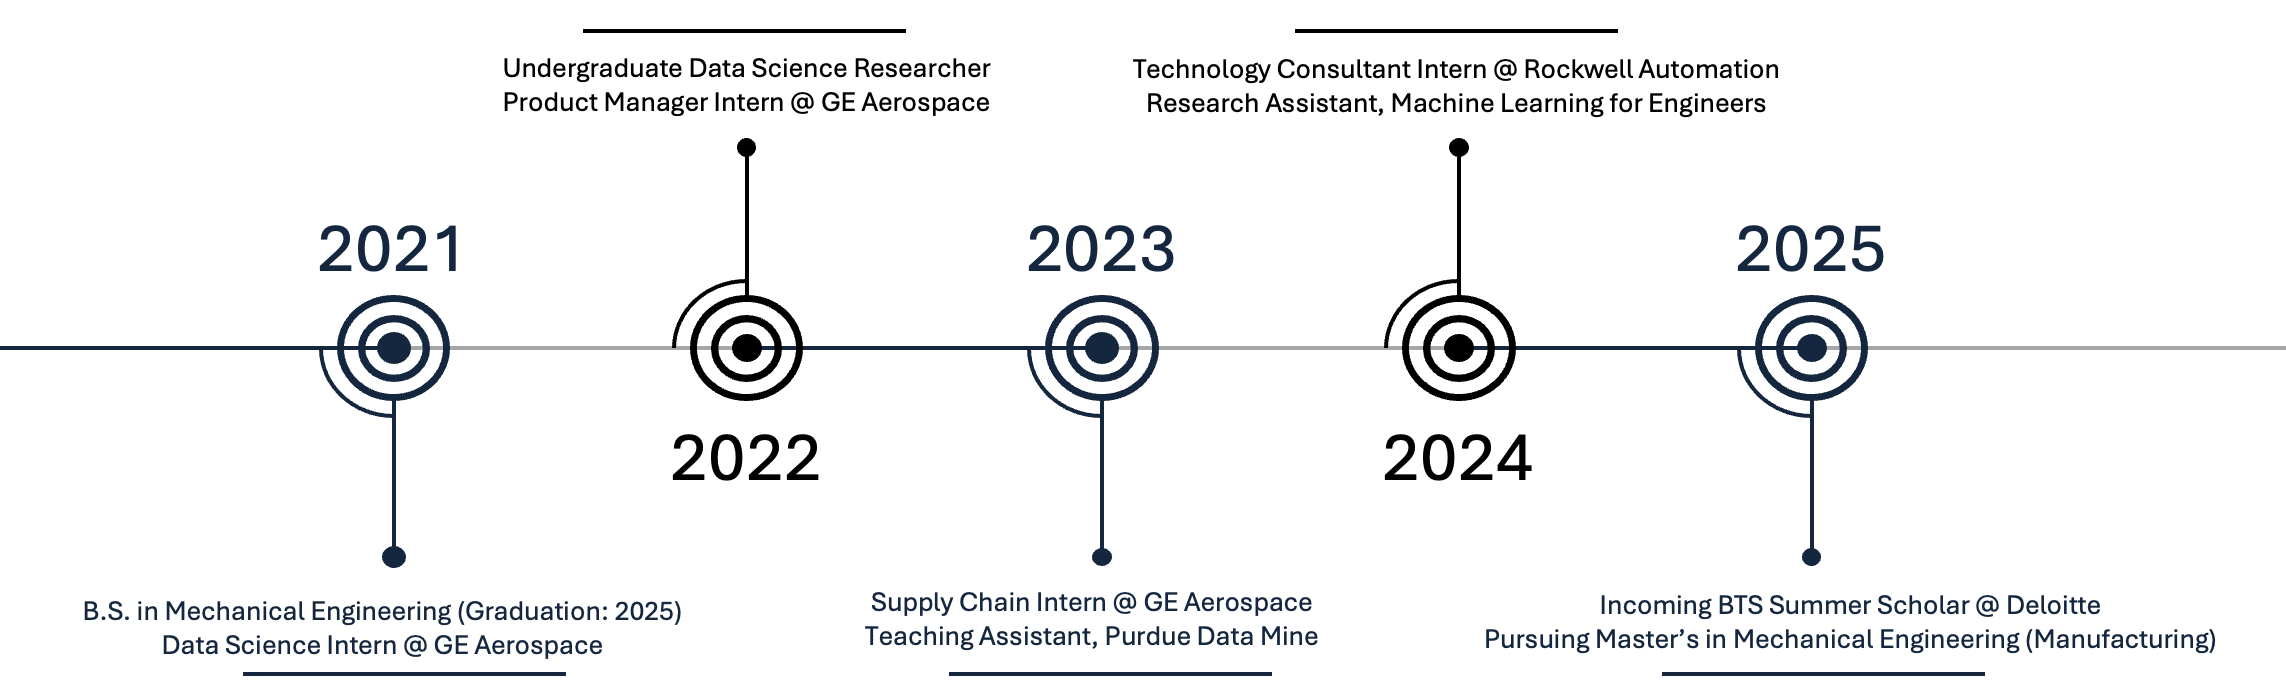 Undergraduate Data Science Researcher
Product Manager Intern @ GE Aerospace
Technology Consultant Intern @ Rockwell Automation
Research Assistant, Machine Learning for Engineers
2021
2023
2025
2022
2024
B.S. in Mechanical Engineering (Graduation: 2025)
Data Science Intern @ GE Aerospace
Supply Chain Intern @ GE Aerospace
Teaching Assistant, Purdue Data Mine
Incoming BTS Summer Scholar @ Deloitte
Pursuing Master’s in Mechanical Engineering (Manufacturing)